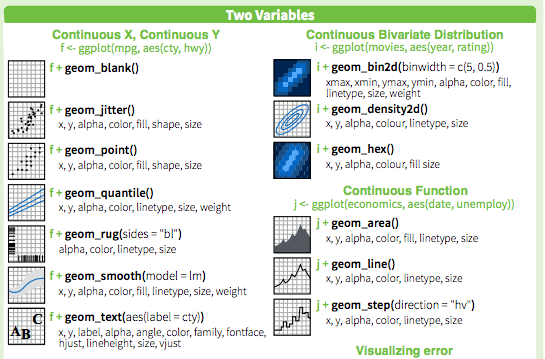 Two Variables
Continuous X, Continuous Y
f <- ggplot(mpg, aes(cty, hwy))
f + geom_blank()
f + geom_jitter()
x, y, alpha, color, fill, shape, size
f + geom_point()
x, y, alpha, color, fill, shape, size
f + geom_quantile()
x, y, alpha, color, linetype, size, weight
f + geom_rug(sides = "bl")
alpha, color, linetype, size
f + geom_smooth(model = lm)
x, y, alpha, color, fill, linetype, size, weight
C
AB
f + geom_text(aes(label = cty))
x, y, label, alpha, angle, color, family, fontface,
hjust, lineheight, size, vjust
Continuous Bivariate Distribution
i <- ggplot(movies, aes(year, rating))
i + geom_bin2d(binwidth = c(5, 0.5))
xmax, xmin, ymax, ymin, alpha, color, fill,
linetype, size, weight
i + geom_density2d()
x, y, alpha, colour, linetype, size
i + geom_hex()
x, y, alpha, colour, fill size
Continuous Function
j <- ggplot(economics, aes(date, unemploy))
j + geom_area()
x, y, alpha, color, fill, linetype, size
j + geom_line()
x, y, alpha, color, linetype, size
j + geom_step(direction = "hv")
x, y, alpha, color, linetype, size
Visualizing error